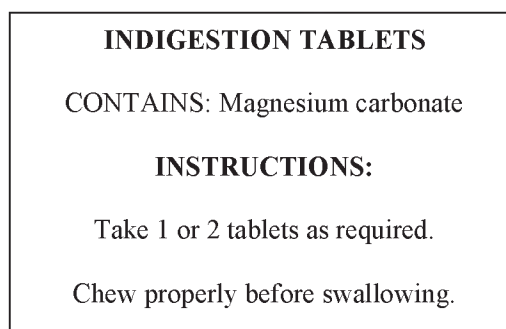 INDIGESTION TABLETS
CONTAINS: Magnesium carbonate
INSTRUCTIONS:
Take 1 or 2 tablets as required.
Chew properly before swallowing.